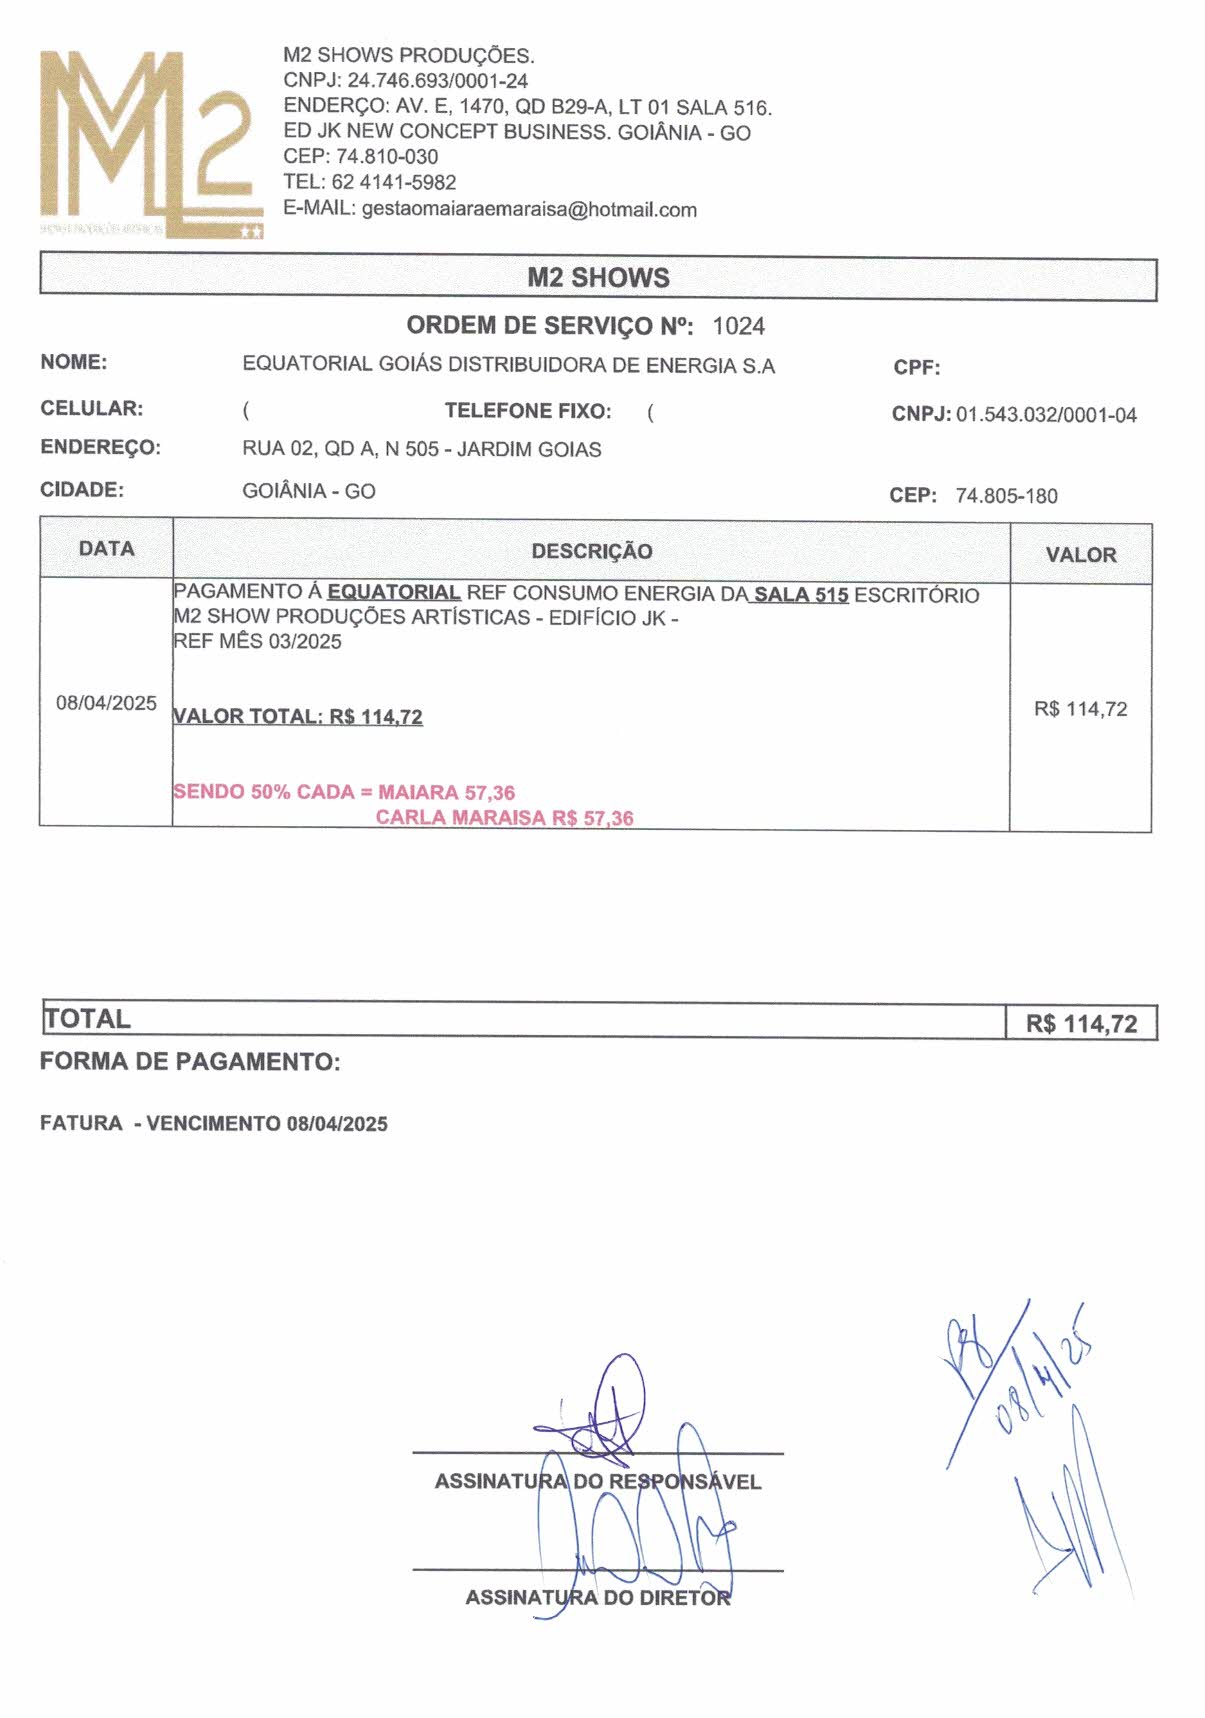 M2
M2 SHOWS PRODUÇÕES.
CNPJ: 24.746.693/0001-24
ENDERÇO: AV. E, 1470, QD B29-A, LT 01 SALA 516.
ED JK NEW CONCEPT BUSINESS. GOIÂNIA - GO
CEP: 74.810-030
TEL: 62 4141-5982
E-MAIL: gestaomaiaraemaraisa@hotmail.com
M2 SHOWS
ORDEM DE SERVIÇO Nº: 1024
NOME: EQUATORIAL GOIÁS DISTRIBUIDORA DE ENERGIA S.A CPF:
CELULAR: ( TELEFONE FIXO: ( CNPJ: 01.543.032/0001-04
ENDEREÇO: RUA 02, QD A, N 505 - JARDIM GOIAS
CIDADE: GOIÂNIA - GO CEP: 74.805-180
DATA DESCRIÇÃO VALOR
PAGAMENTO Á EQUATORIAL REF CONSUMO ENERGIA DA SALA 515 ESCRITÓRIO
M2 SHOW PRODUÇÕES ARTÍSTICAS - EDIFÍCIO JK -
REF MÊS 03/2025
08/04/2025 VALOR TOTAL: R$ 114,72 R$ 114,72
SENDO 50% CADA = MAIARA 57,36
CARLA MARAISA R$ 57,36
TOTAL R$ 114,72
FORMA DE PAGAMENTO:
FATURA - VENCIMENTO 08/04/2025
08/4/25
ASSINATURA DO RESPONSÁVEL
ASSINATURA DO DIRETOR